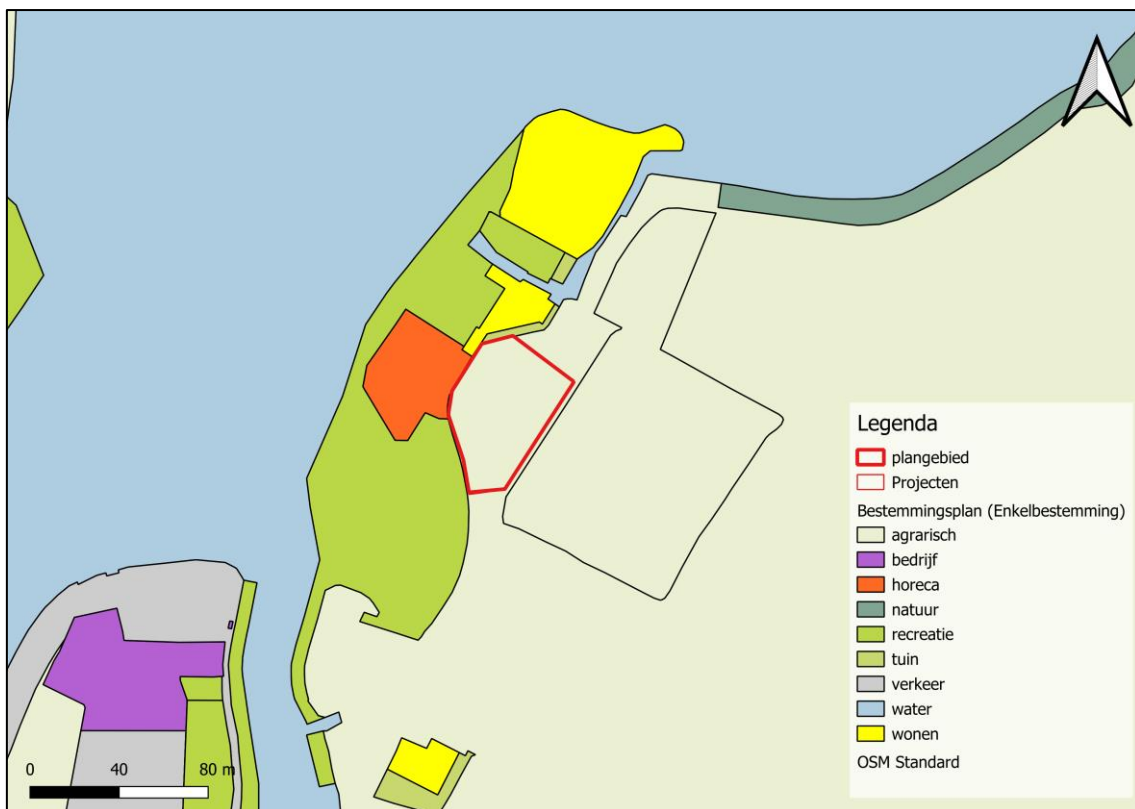 Legenda
plangebied
Projecten
Bestemmingsplan (Enkelbestemming)
agrarisch
bedrijf
horeca
natuur
recreatie
tuin
verkeer
water
wonen
OSM Standard
0 40 80 m